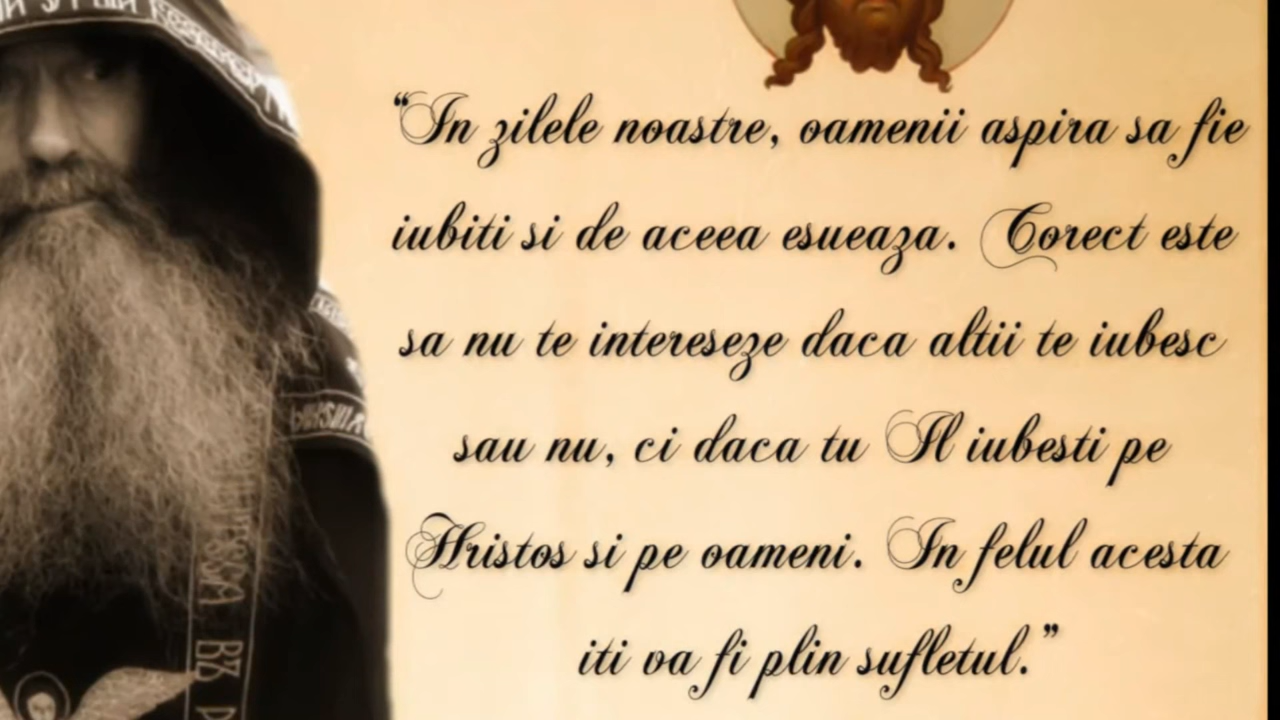 “In zilele noastre, oamenii aspira sa fie
iubiti si de aceea esueaza. Corect este
sa nu te intereseze daca altii te iubesc
sau nu, ci daca tu Il iubesti pe
Hristos si pe oameni. In felul acesta
iti va fi plin sufletul.”
ВЪ